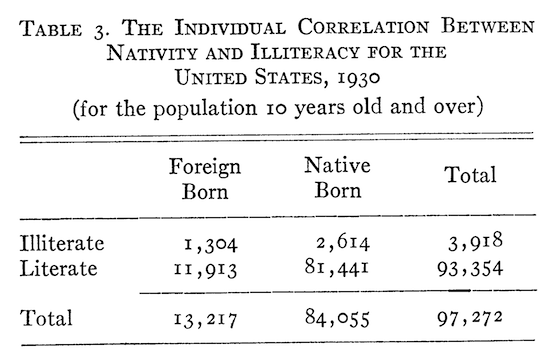 TABLE 3. THE INDIVIDUAL CORRELATION BETWEEN
NATIVITY AND ILLITERACY FOR THE
UNITED STATES, 1930
(for the population 10 years old and over)
Foreign Born Native Born Total
Illiterate 1,304 2,614 3,918
Literate 11,913 81,441 93,354
Total 13,217 84,055 97,272